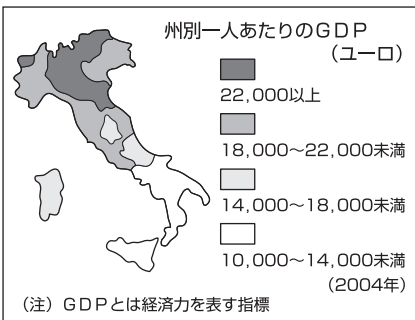 州別一人あたりのＧＤＰ
（ユーロ）
22,000以上
18,000～22,000未満
14,000～18,000未満
10,000～14,000未満
（2004年）
（注）ＧＤＰとは経済力を表す指標